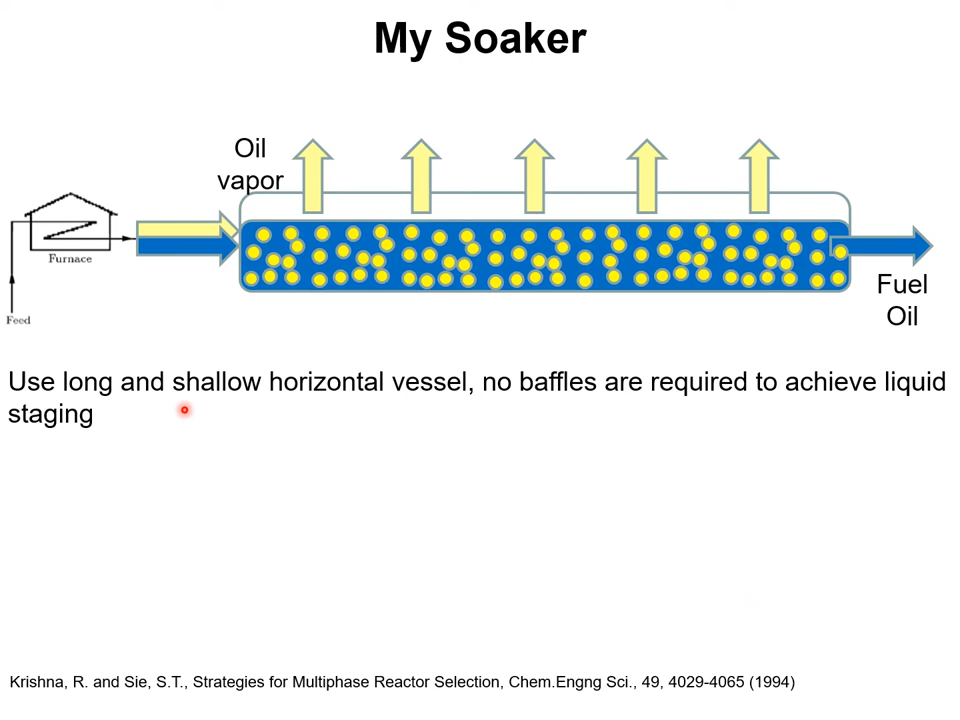 My Soaker
Oil
vapor
Furnace
Feed
Fuel
Oil
Use long and shallow horizontal vessel, no baffles are required to achieve liquid
staging
Krishna, R. and Sie, S.T., Strategies for Multiphase Reactor Selection, Chem.Engng Sci., 49, 4029-4065 (1994)